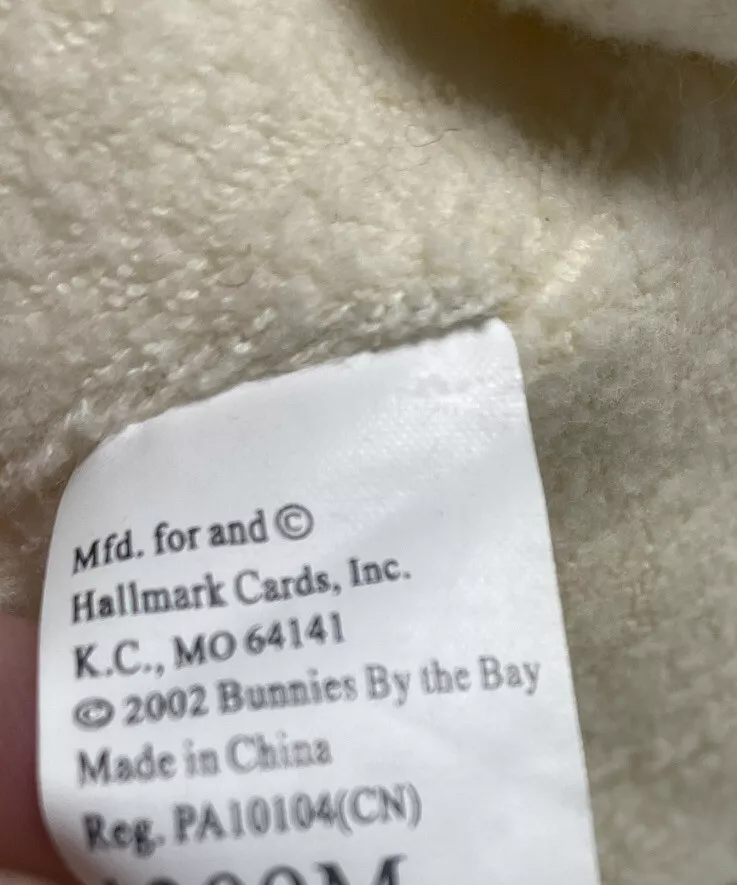 Mfd. for and ©
Hallmark Cards, Inc.
K.C., MO 64141
© 2002 Bunnies By the Bay
Made in China
Reg. PA10104(CN)